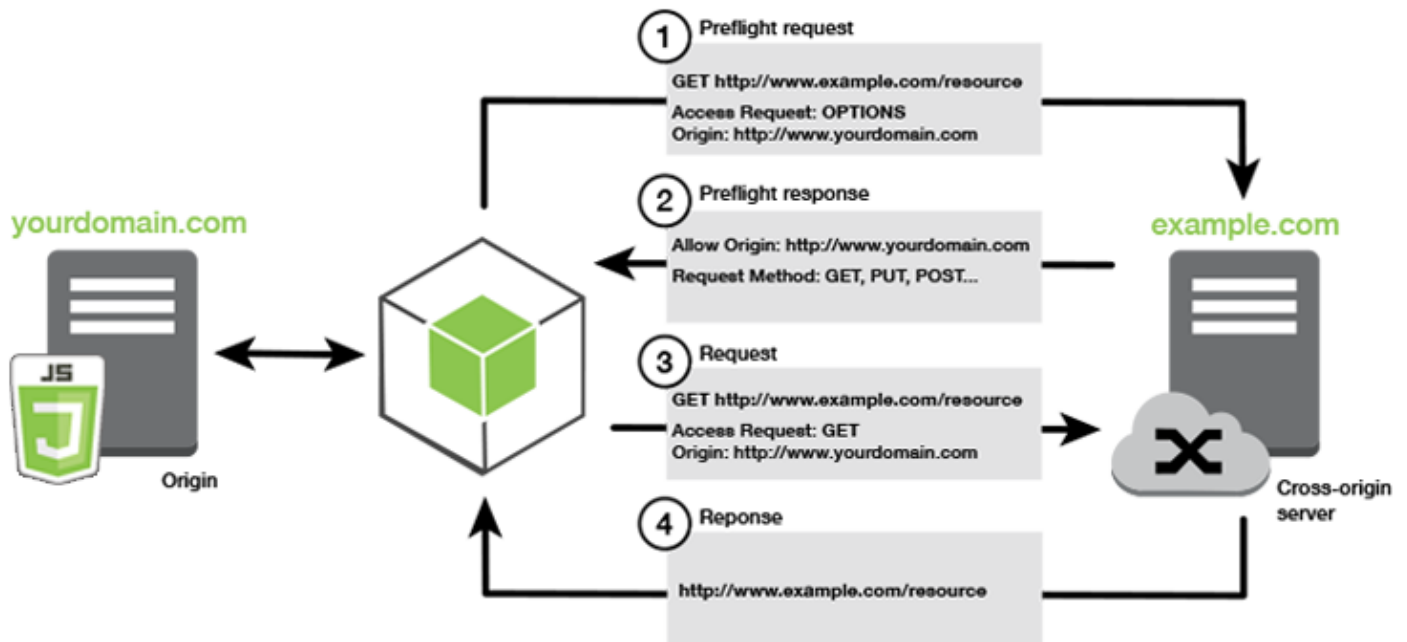 1
Preflight request
GET http://www.example.com/resource
Access Request: OPTIONS
Origin: http://www.yourdomain.com
2
Preflight response
Allow Origin: http://www.yourdomain.com
Request Method: GET, PUT, POST...
yourdomain.com
example.com
JS
Origin
3
Request
GET http://www.example.com/resource
Access Request: GET
Origin: http://www.yourdomain.com
Cross-origin
server
4
Reponse
http://www.example.com/resource